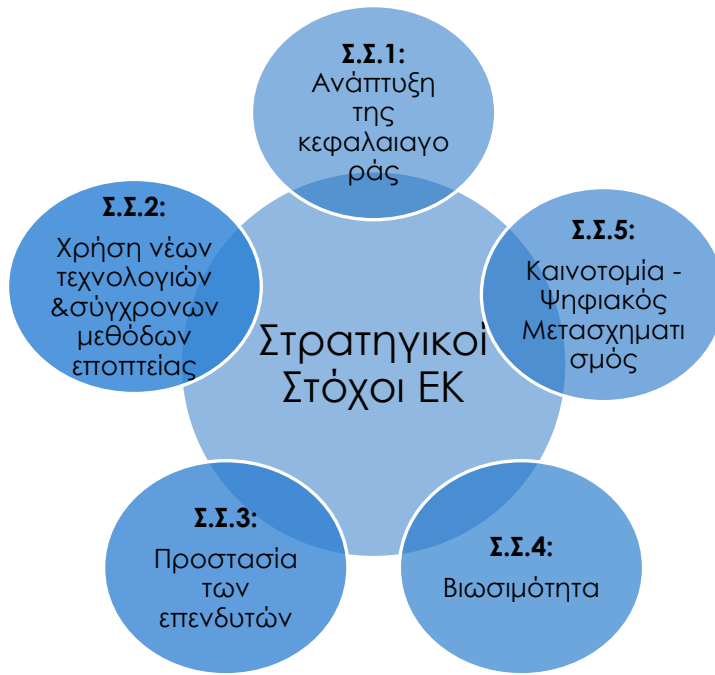 Σ.Σ.1:
Ανάπτυξη
της
κεφαλαιαγο
ράς
Σ.Σ.2:
Χρήση νέων
τεχνολογιών
&σύγχρονων
μεθόδων
εποπτείας
Σ.Σ.5:
Καινοτομία -
Ψηφιακός
Μετασχηματι
σμός
Στρατηγικοί
Στόχοι ΕΚ
Σ.Σ.3:
Προστασία
των
επενδυτών
Σ.Σ.4:
Βιωσιμότητα